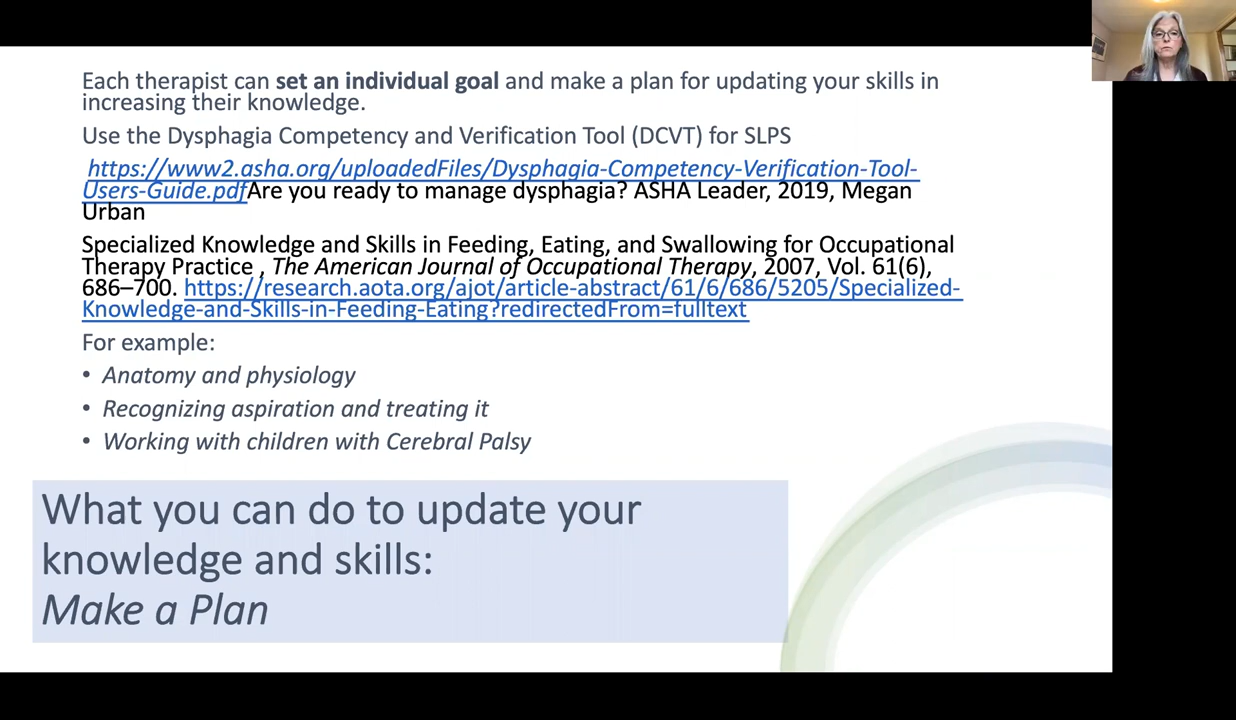 Each therapist can set an individual goal and make a plan for updating your skills in
increasing their knowledge.
Use the Dysphagia Competency and Verification Tool (DCVT) for SLPS
https://www2.asha.org/uploadedFiles/Dysphagia-Competency-Verification-Tool-
Users-Guide.pdfAre you ready to manage dysphagia? ASHA Leader, 2019, Megan
Urban
Specialized Knowledge and Skills in Feeding, Eating, and Swallowing for Occupational
Therapy Practice , The American Journal of Occupational Therapy, 2007, Vol. 61(6),
686–700. https://research.aota.org/ajot/article-abstract/61/6/686/5205/Specialized-
Knowledge-and-Skills-in-Feeding-Eating?redirectedFrom=fulltext
For example:
• Anatomy and physiology
• Recognizing aspiration and treating it
• Working with children with Cerebral Palsy
What you can do to update your
knowledge and skills:
Make a Plan